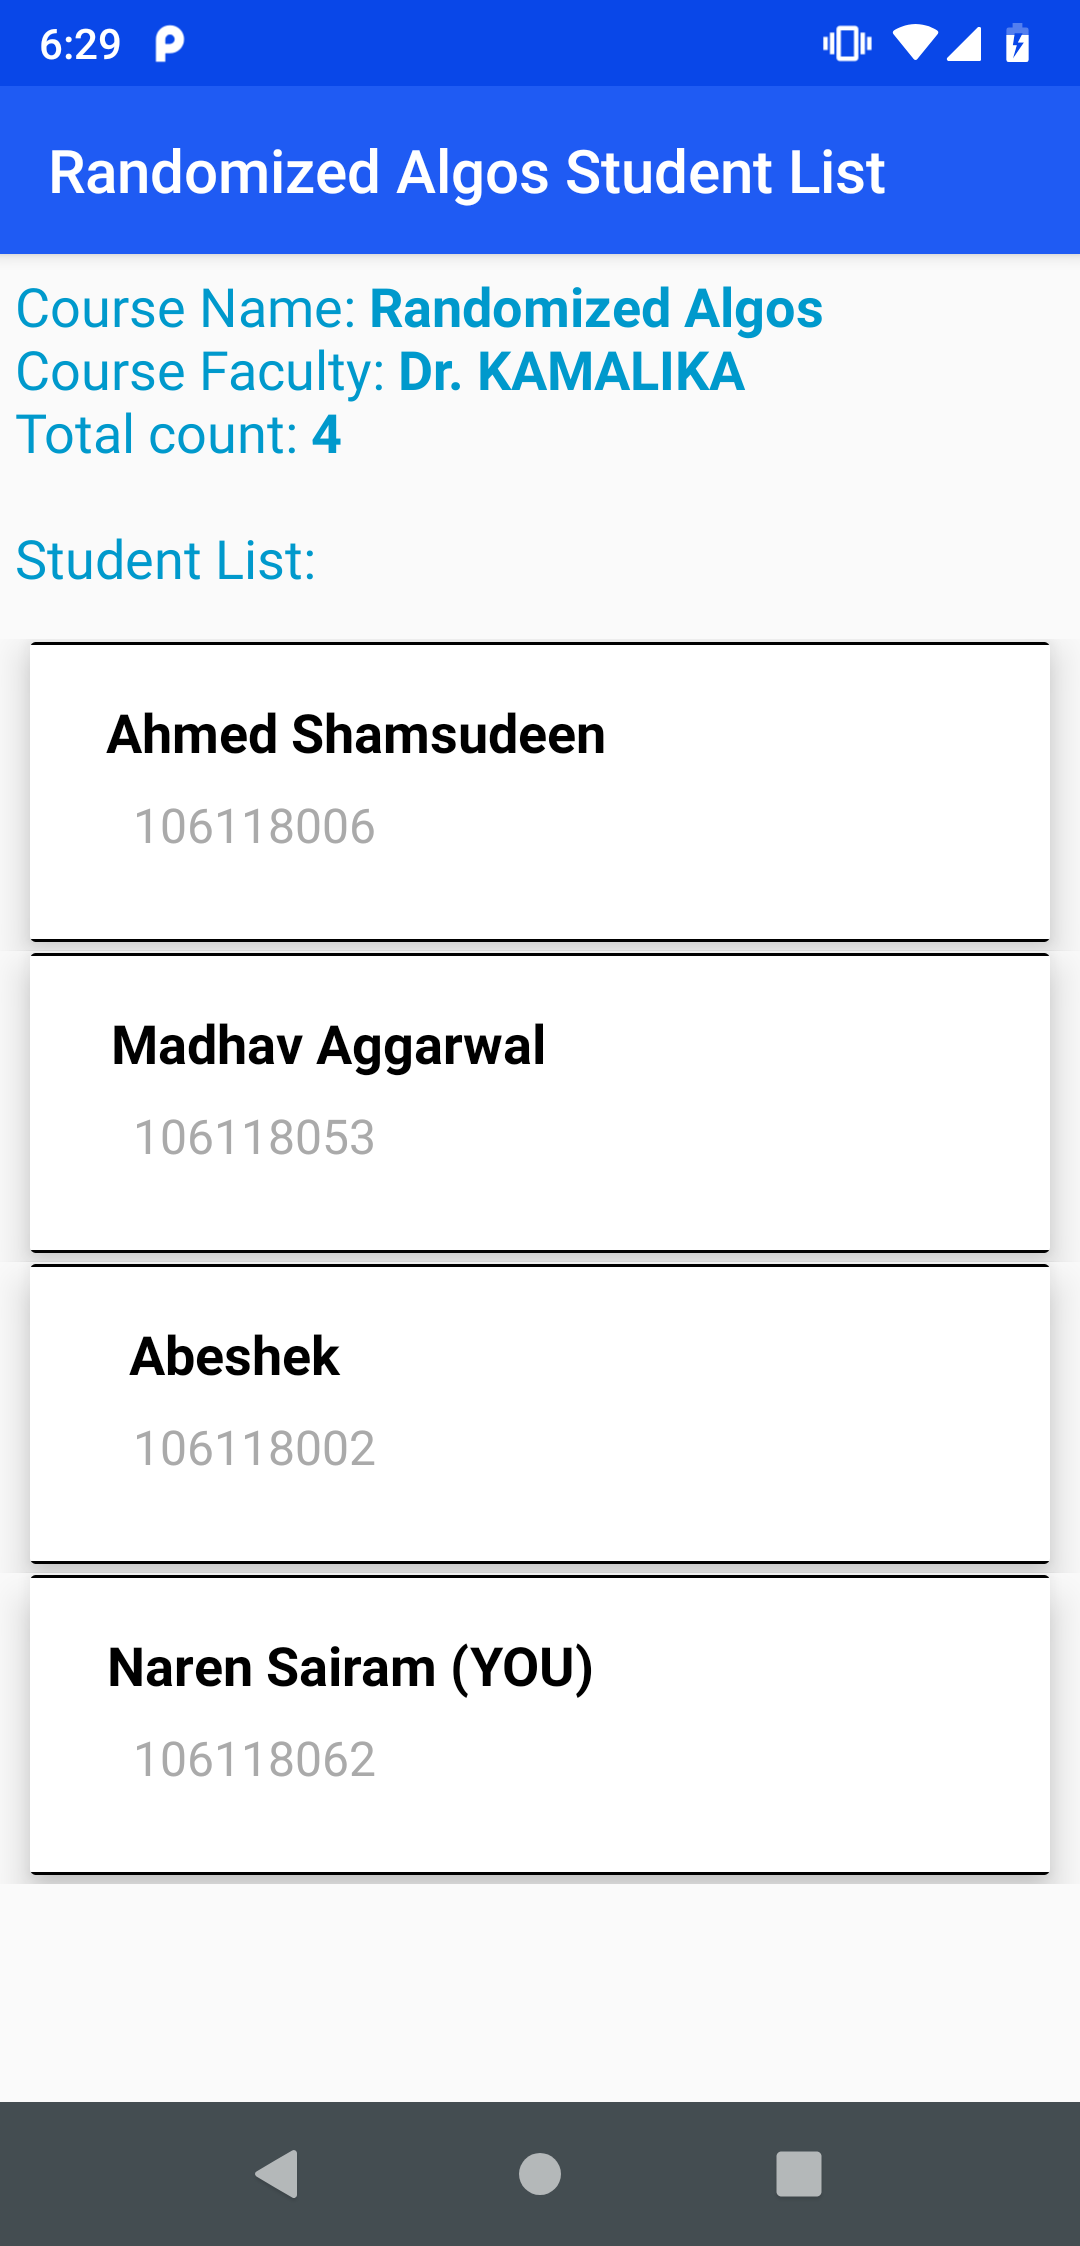 6:29
Randomized Algos Student List
Course Name: Randomized Algos
Course Faculty: Dr. KAMALIKA
Total count: 4
Student List:
Ahmed Shamsudeen
106118006
Madhav Aggarwal
106118053
Abeshek
106118002
Naren Sairam (YOU)
106118062